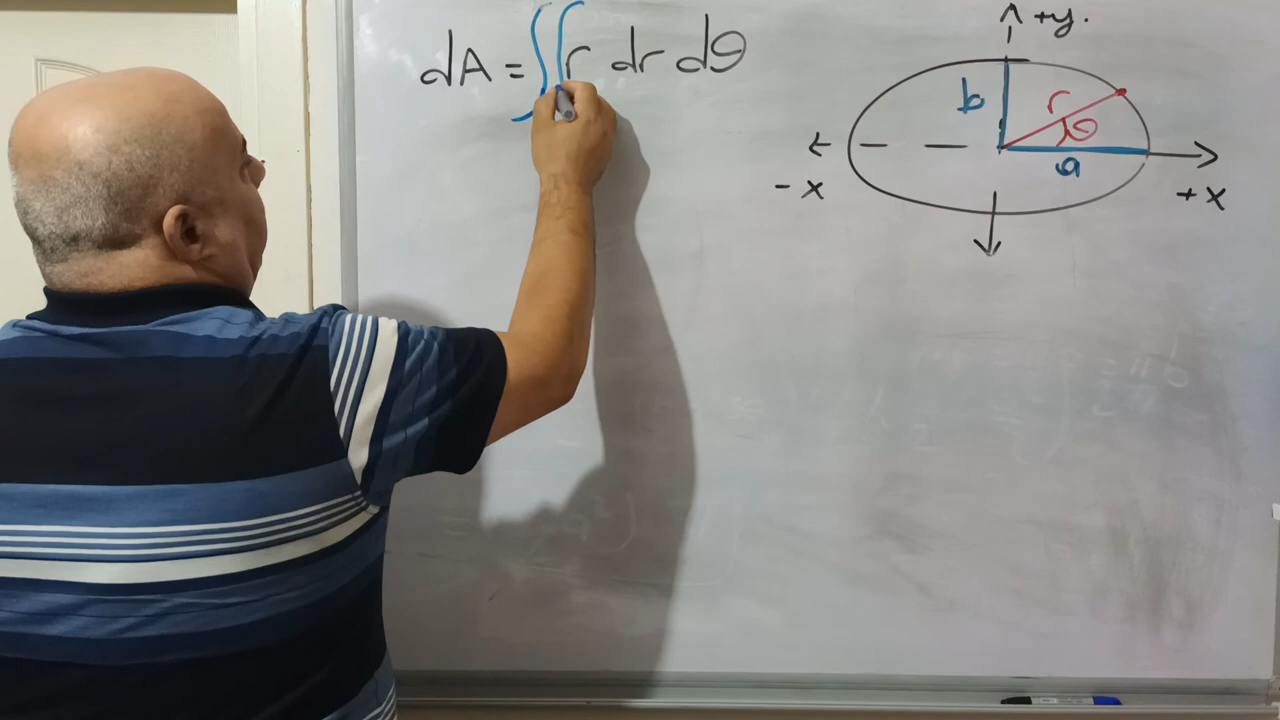 dA = ∫∫ r dr dθ
+y.
b r θ
a
- x
+ x